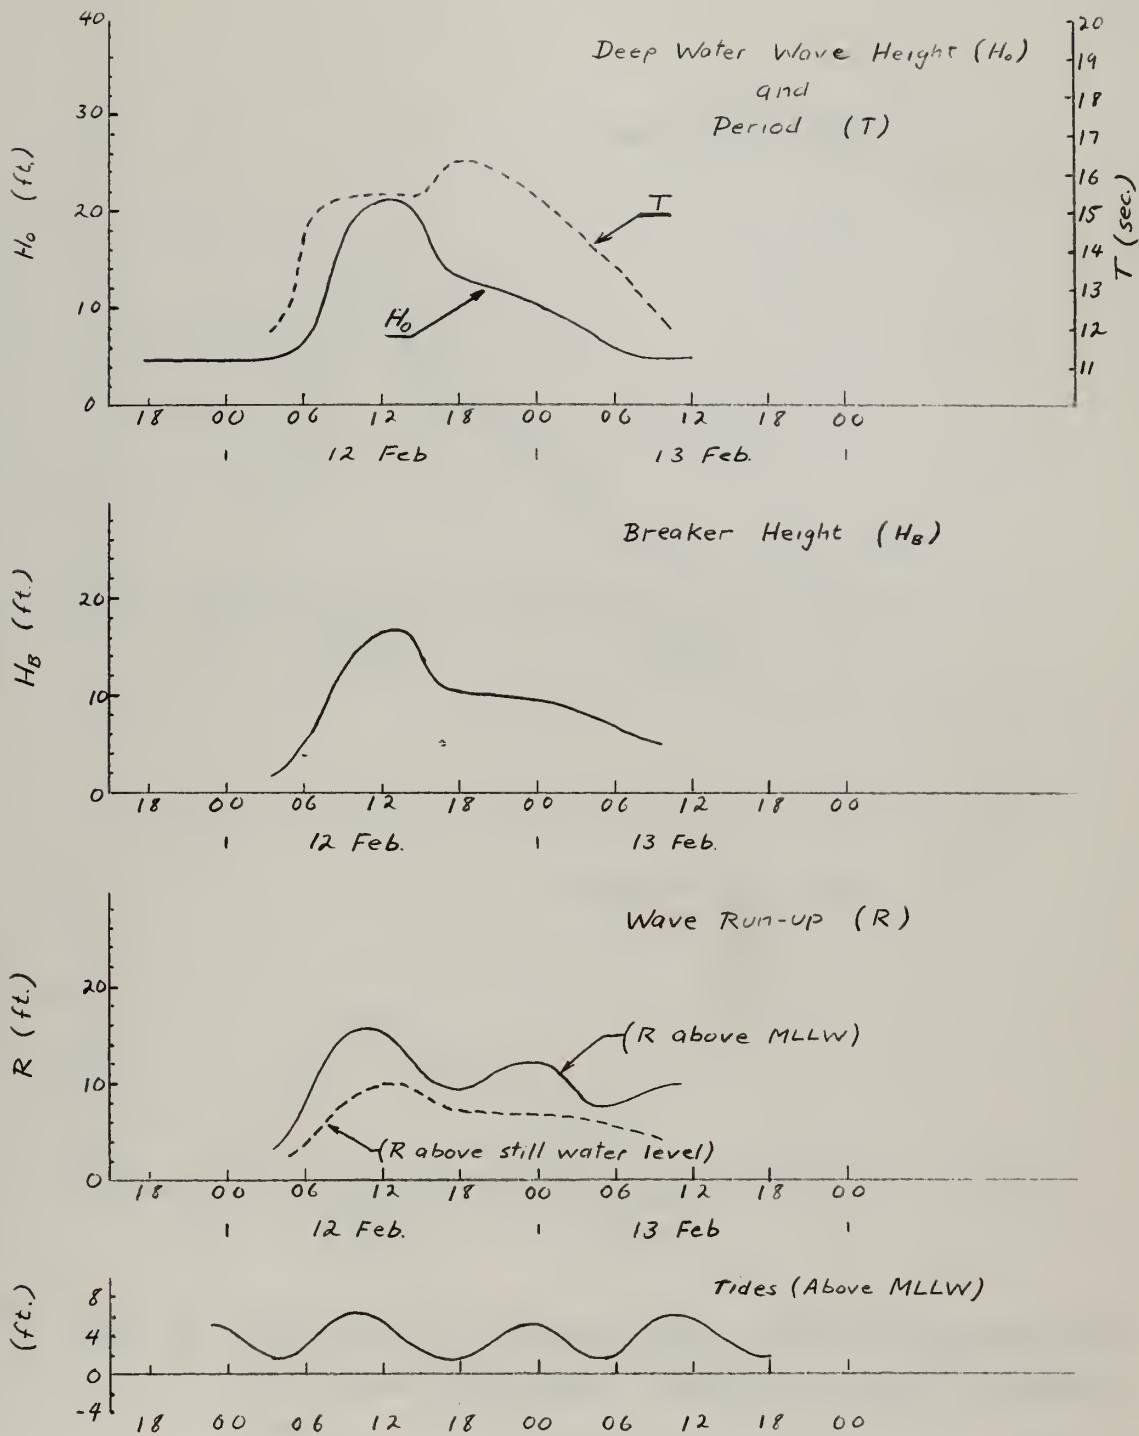 Deep Water Wave Height (H₀)
and
Period (T)
H₀ (ft.)
40
30
20
10
0
T (sec.)
20
19
18
17
16
15
14
13
12
11
T
H₀
18 00 06 12 18 00 06 12 18 00
12 Feb 13 Feb.
Breaker Height (H_B)
H_B (ft.)
20
10
0
18 00 06 12 18 00 06 12 18 00
12 Feb. 13 Feb.
Wave Run-up (R)
R (ft.)
20
10
0
(R above MLLW)
(R above still water level)
18 00 06 12 18 00 06 12 18 00
12 Feb. 13 Feb
Tides (Above MLLW)
(ft.)
8
4
0
-4
18 00 06 12 18 00 06 12 18 00